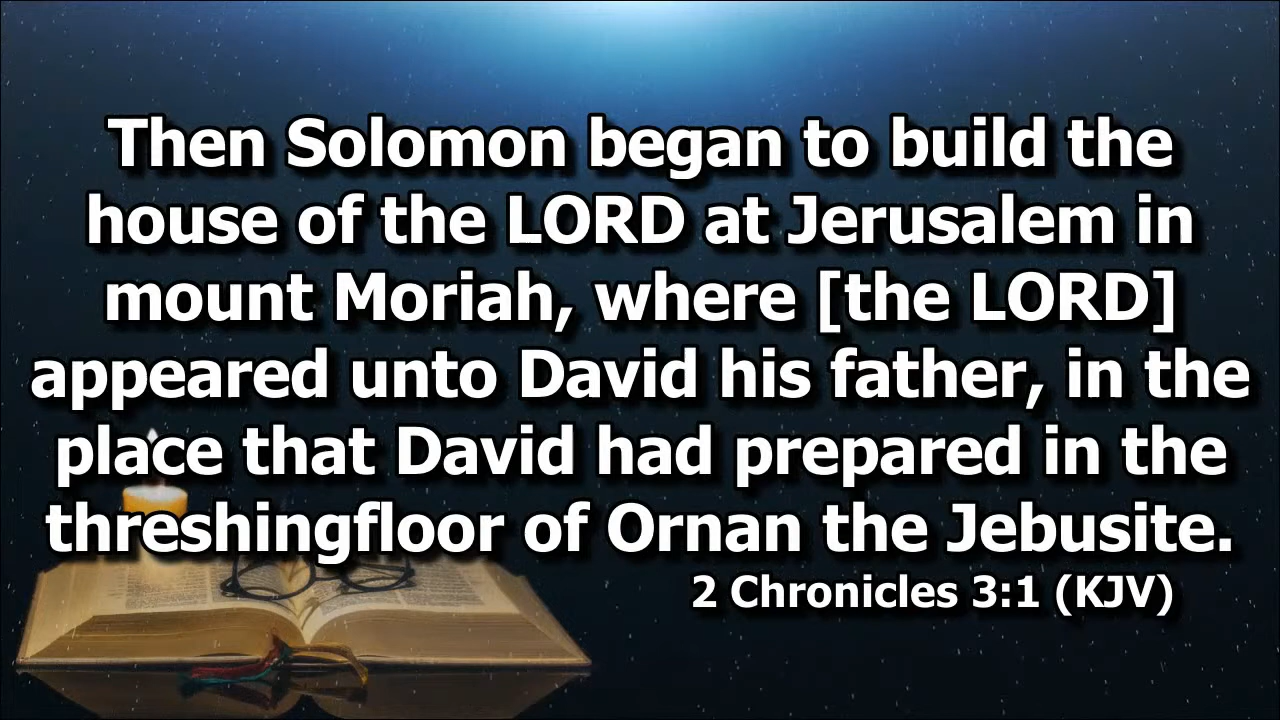 Then Solomon began to build the
house of the LORD at Jerusalem in
mount Moriah, where [the LORD]
appeared unto David his father, in the
place that David had prepared in the
threshingfloor of Ornan the Jebusite.
2 Chronicles 3:1 (KJV)